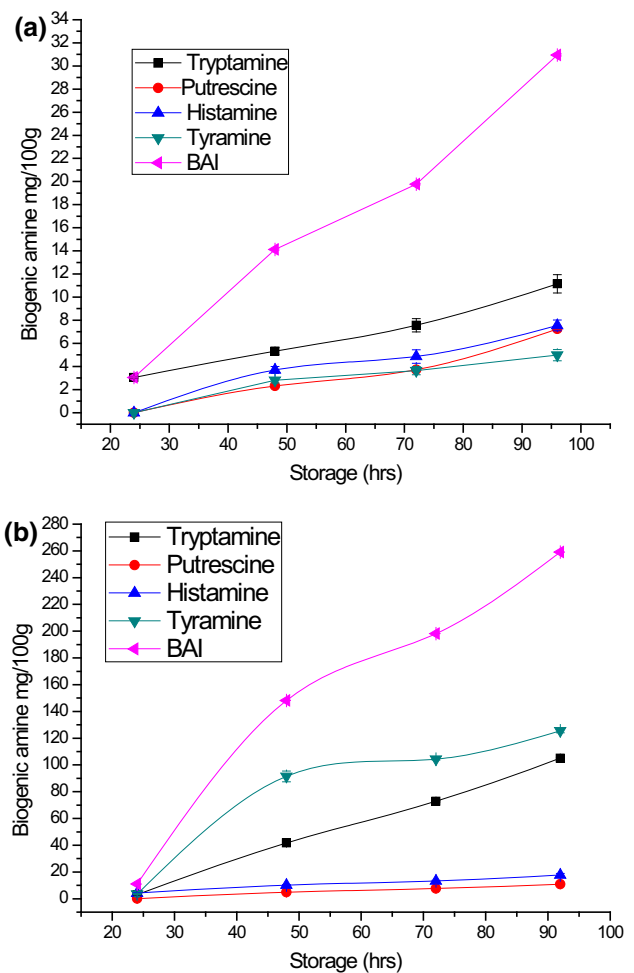 (a)
Biogenic amine mg/100g
34
32
30
28
26
24
22
20
18
16
14
12
10
8
6
4
2
0
Tryptamine
Putrescine
Histamine
Tyramine
BAI
20 30 40 50 60 70 80 90 100
Storage (hrs)
(b)
Biogenic amine mg/100g
280
260
240
220
200
180
160
140
120
100
80
60
40
20
0
Tryptamine
Putrescine
Histamine
Tyramine
BAI
20 30 40 50 60 70 80 90 100
Storage (hrs)